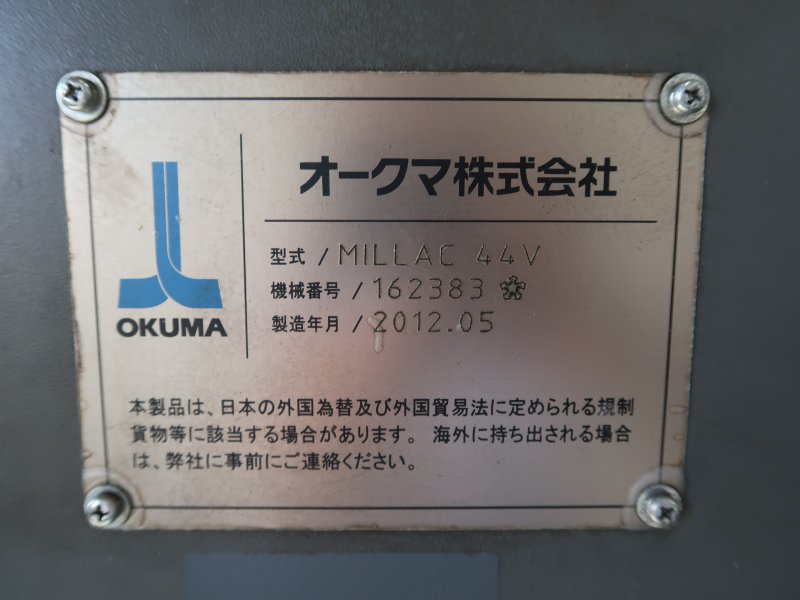 オークマ株式会社
OKUMA
型式 / MILLAC 44V
機械番号 / 162383
製造年月 / 2012.05
本製品は、日本の外国為替及び外国貿易法に定められる規制
貨物等に該当する場合があります。 海外に持ち出される場合
は、弊社に事前にご連絡ください。